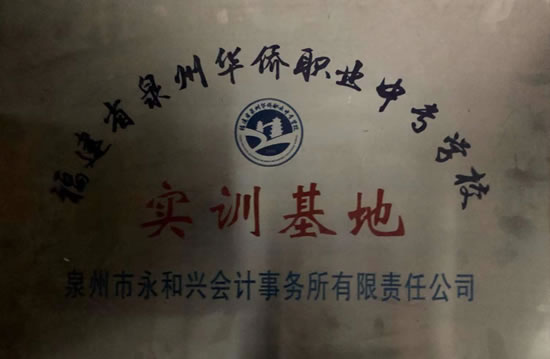 福建省泉州华侨职业中专学校
实训基地
泉州市永和兴会计事务所有限责任公司